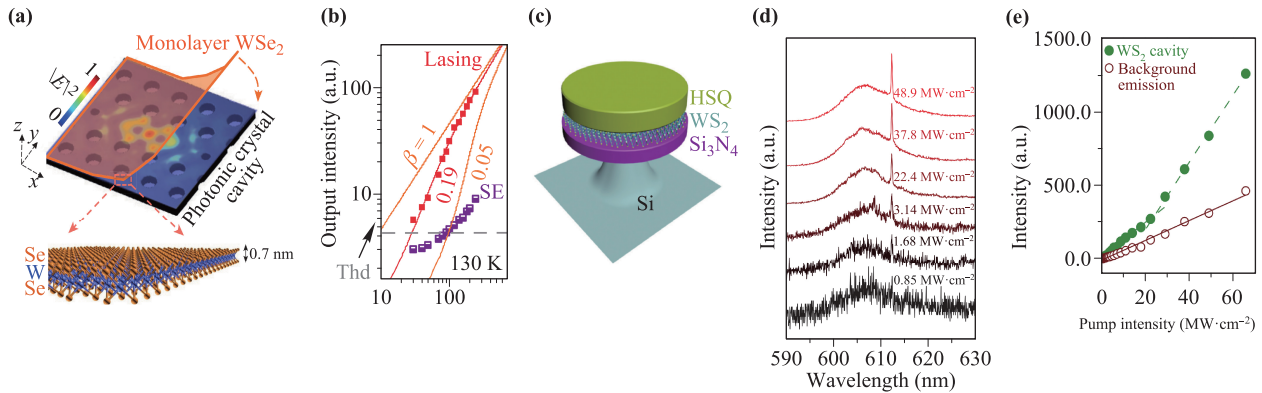 (a)
Monolayer WSe₂
|E|²
0
1
z
y
x
Photonic crystal
cavity
Se
W
Se
0.7 nm
(b)
Output intensity (a.u.)
100
10
Lasing
β = 1
0.19
0.05
SE
Thd
130 K
10
100
(c)
HSQ
WS₂
Si₃N₄
Si
(d)
Intensity (a.u.)
48.9 MW·cm⁻²
37.8 MW·cm⁻²
22.4 MW·cm⁻²
3.14 MW·cm⁻²
1.68 MW·cm⁻²
0.85 MW·cm⁻²
590 600 610 620 630
Wavelength (nm)
(e)
Intensity (a.u.)
1500.0
1000.0
500.0
0.0
WS₂ cavity
Background
emission
0 20 40 60
Pump intensity (MW·cm⁻²)